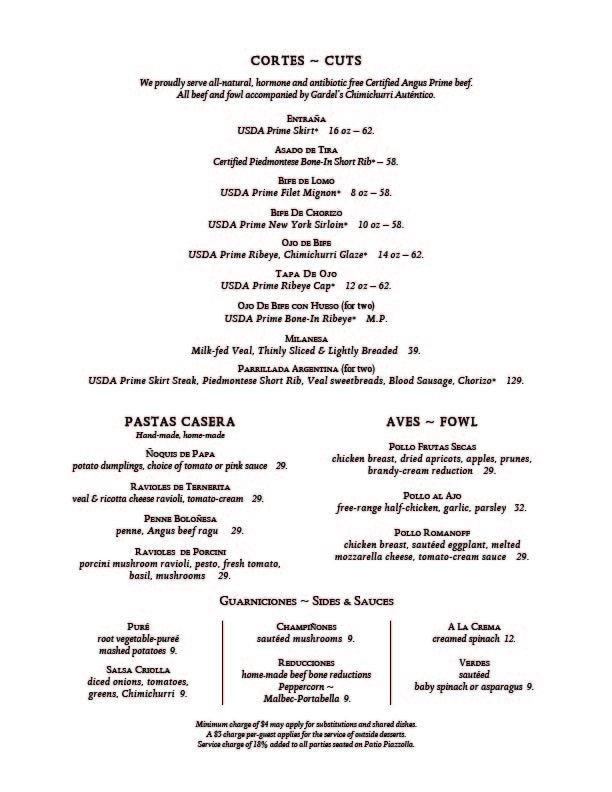 CORTES ~ CUTS
We proudly serve all-natural, hormone and antibiotic free Certified Angus Prime beef.
All beef and fowl accompanied by Gardel's Chimichurri Auténtico.
Entraña
USDA Prime Skirt* 16 oz – 62.
Asado de Tira
Certified Piedmontese Bone-In Short Rib* – 58.
Bife de Lomo
USDA Prime Filet Mignon* 8 oz – 58.
Bife De Chorizo
USDA Prime New York Sirloin* 10 oz – 58.
Ojo de Bife
USDA Prime Ribeye, Chimichurri Glaze* 14 oz – 62.
Tapa De Ojo
USDA Prime Ribeye Cap* 12 oz – 62.
Ojo De Bife con Hueso (for two)
USDA Prime Bone-In Ribeye* M.P.
Milanesa
Milk-fed Veal, Thinly Sliced & Lightly Breaded 39.
Parrillada Argentina (for two)
USDA Prime Skirt Steak, Piedmontese Short Rib, Veal sweetbreads, Blood Sausage, Chorizo* 129.
PASTAS CASERA
Hand-made, home-made
Ñoquis de Papa
potato dumplings, choice of tomato or pink sauce 29.
Ravioles de Ternerita
veal & ricotta cheese ravioli, tomato-cream 29.
Penne Boloñesa
penne, Angus beef ragu 29.
Ravioles de Porcini
porcini mushroom ravioli, pesto, fresh tomato,
basil, mushrooms 29.
AVES ~ FOWL
Pollo Frutas Secas
chicken breast, dried apricots, apples, prunes,
brandy-cream reduction 29.
Pollo al Ajo
free-range half-chicken, garlic, parsley 32.
Pollo Romanoff
chicken breast, sautéed eggplant, melted
mozzarella cheese, tomato-cream sauce 29.
Guarniciones ~ Sides & Sauces
Puré
root vegetable-pureé
mashed potatoes 9.
Salsa Criolla
diced onions, tomatoes,
greens, Chimichurri 9.
Champiñones
sautéed mushrooms 9.
Reducciones
home-made beef bone reductions
Peppercorn ~
Malbec-Portabella 9.
A La Crema
creamed spinach 12.
Verdes
sautéed
baby spinach or asparagus 9.
Minimum charge of $4 may apply for substitutions and shared dishes.
A $3 charge per-guest applies for the service of outside desserts.
Service charge of 18% added to all parties seated on Patio Piazzolla.